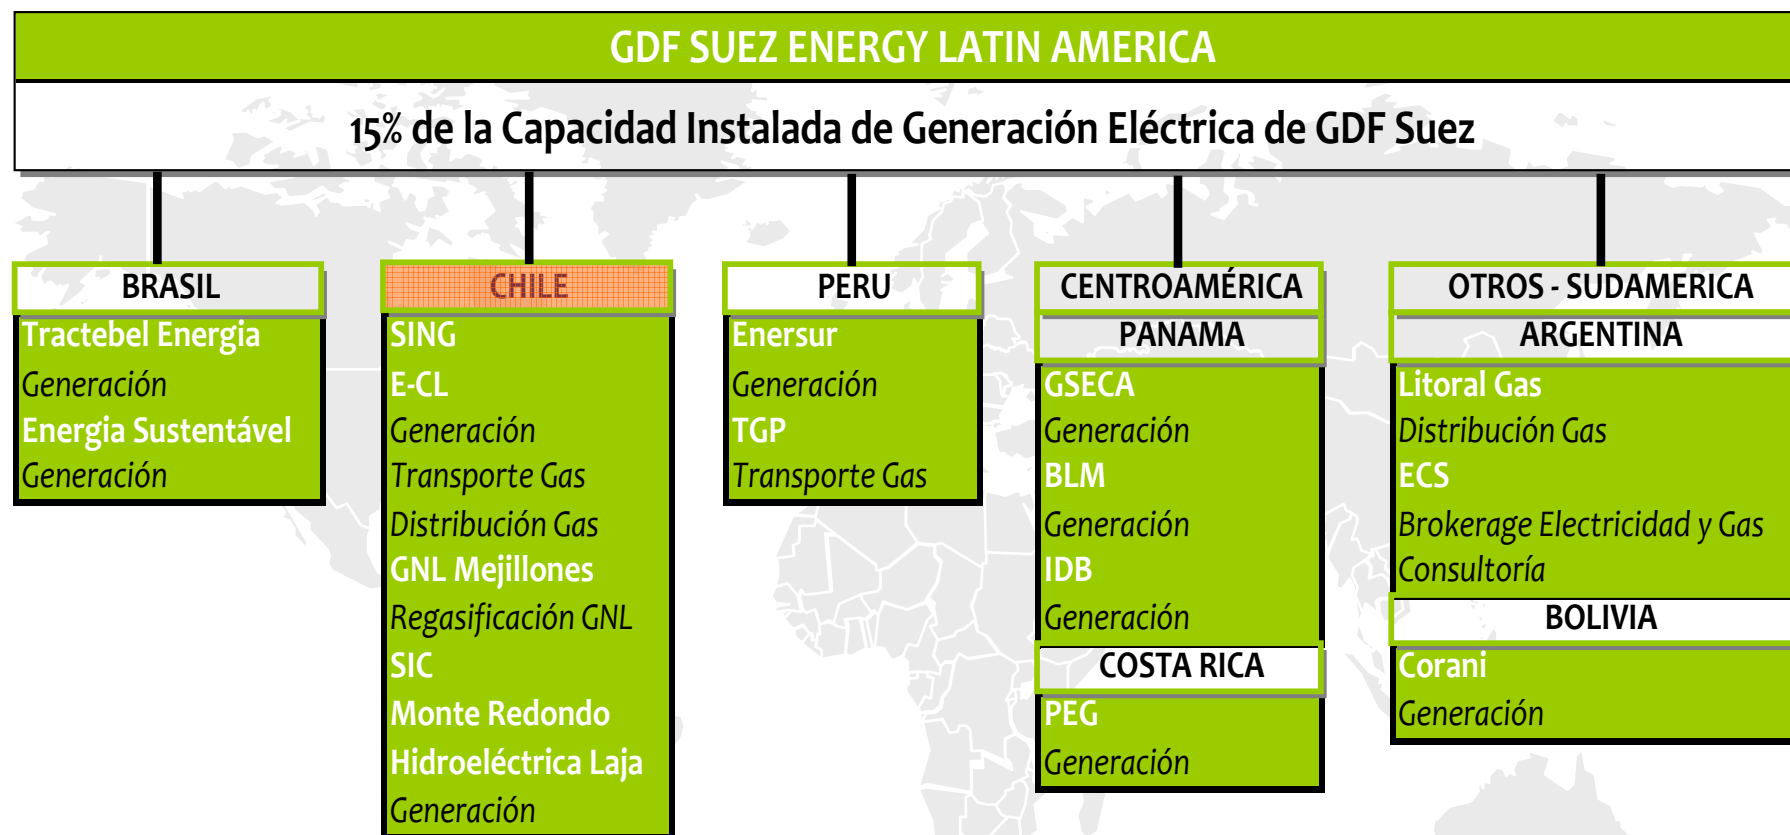 GDF SUEZ ENERGY LATIN AMERICA
15% de la Capacidad Instalada de Generación Eléctrica de GDF Suez
BRASIL
Tractebel Energia
Generación
Energia Sustentável
Generación
CHILE
SING
E-CL
Generación
Transporte Gas
Distribución Gas
GNL Mejillones
Regasificación GNL
SIC
Monte Redondo
Hidroeléctrica Laja
Generación
PERU
Enersur
Generación
TGP
Transporte Gas
CENTROAMÉRICA
PANAMA
GSECA
Generación
BLM
Generación
IDB
Generación
COSTA RICA
PEG
Generación
OTROS - SUDAMERICA
ARGENTINA
Litoral Gas
Distribución Gas
ECS
Brokerage Electricidad y Gas
Consultoría
BOLIVIA
Corani
Generación